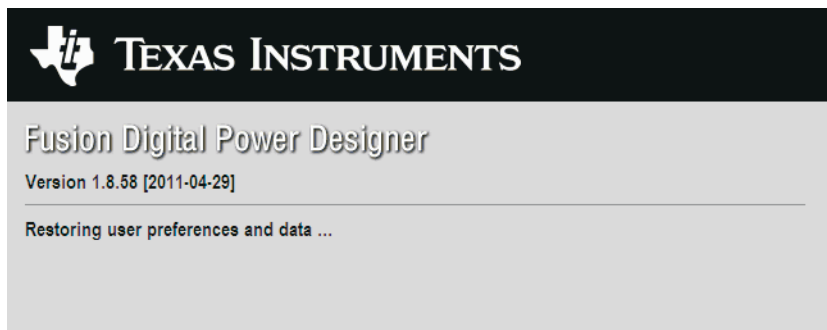 TEXAS INSTRUMENTS
Fusion Digital Power Designer
Version 1.8.58 [2011-04-29]
Restoring user preferences and data ...